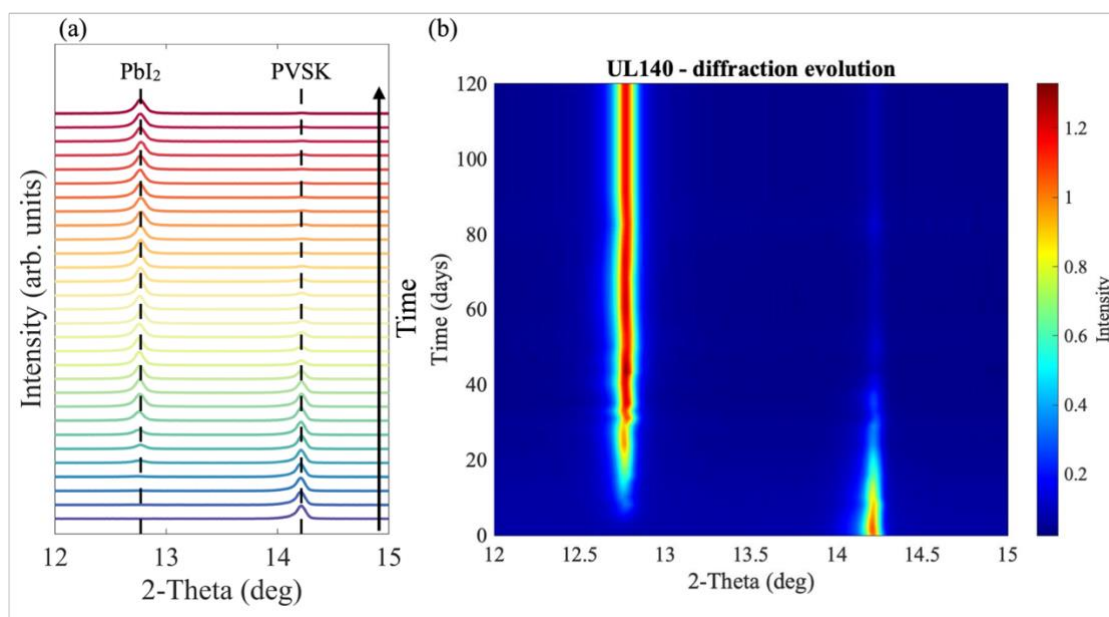 (a)
PbI₂
PVSK
Intensity (arb. units)
Time
12
13
14
15
2-Theta (deg)
(b)
UL140 - diffraction evolution
120
100
80
60
40
20
0
Time (days)
12
12.5
13
13.5
14
14.5
15
2-Theta (deg)
1.2
1
0.8
0.6
0.4
0.2
Intensity